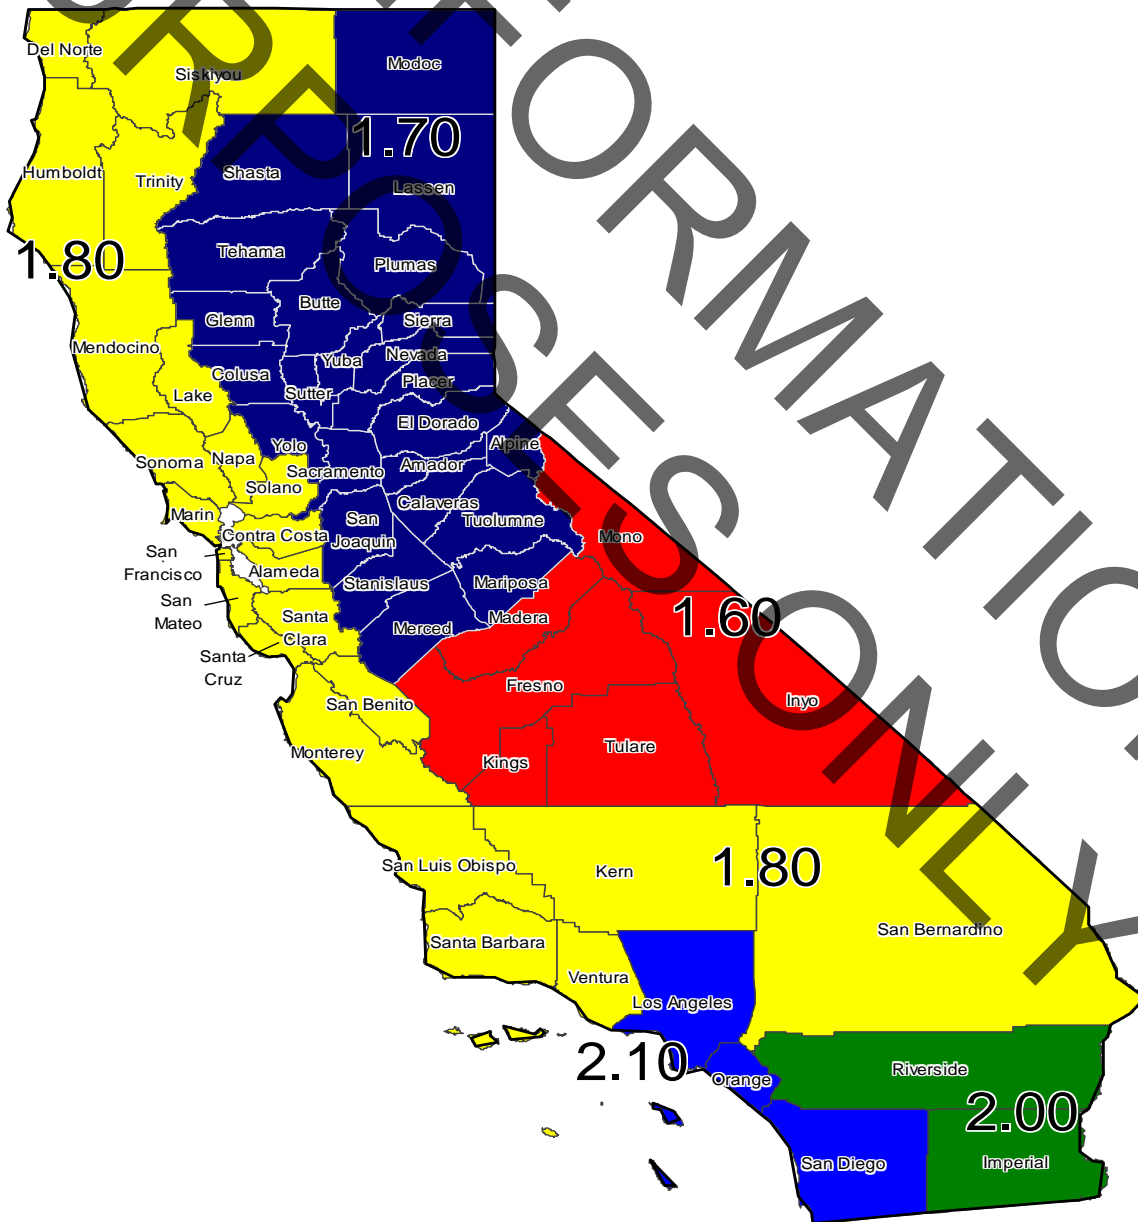 Del Norte
Siskiyou
Modoc
1.70
Humboldt
Trinity
Shasta
Lassen
1.80
Tehama
Plumas
Butte
Glenn
Sierra
Mendocino
Yuba
Nevada
Colusa
Placer
Lake
Sutter
El Dorado
Yolo
Alpine
Sonoma
Napa
Sacramento
Amador
Solano
Calaveras
Marin
San
Joaquin
Tuolumne
Contra Costa
Mono
San
Francisco
Alameda
Stanislaus
Mariposa
San
Mateo
Santa
Clara
Merced
Madera
1.60
Santa
Cruz
Fresno
Inyo
San Benito
Monterey
Kings
Tulare
San Luis Obispo
Kern
1.80
San Bernardino
Santa Barbara
Ventura
Los Angeles
2.10
Orange
Riverside
2.00
San Diego
Imperial
PURPOSES ONLY